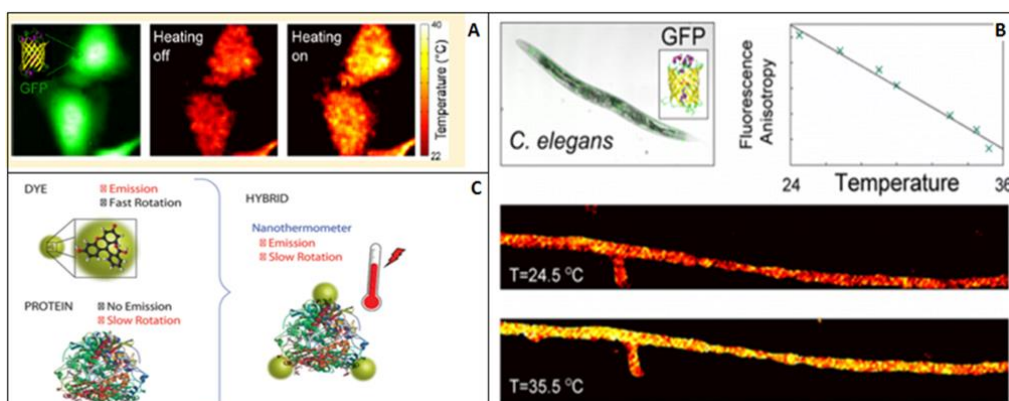 A
Heating
off
Heating
on
GFP
40
Temperature (°C)
22
B
GFP
C. elegans
Fluorescence
Anisotropy
24
Temperature
36
T=24.5 °C
T=35.5 °C
C
DYE
Emission
Fast Rotation
PROTEIN
No Emission
Slow Rotation
HYBRID
Nanothermometer
Emission
Slow Rotation